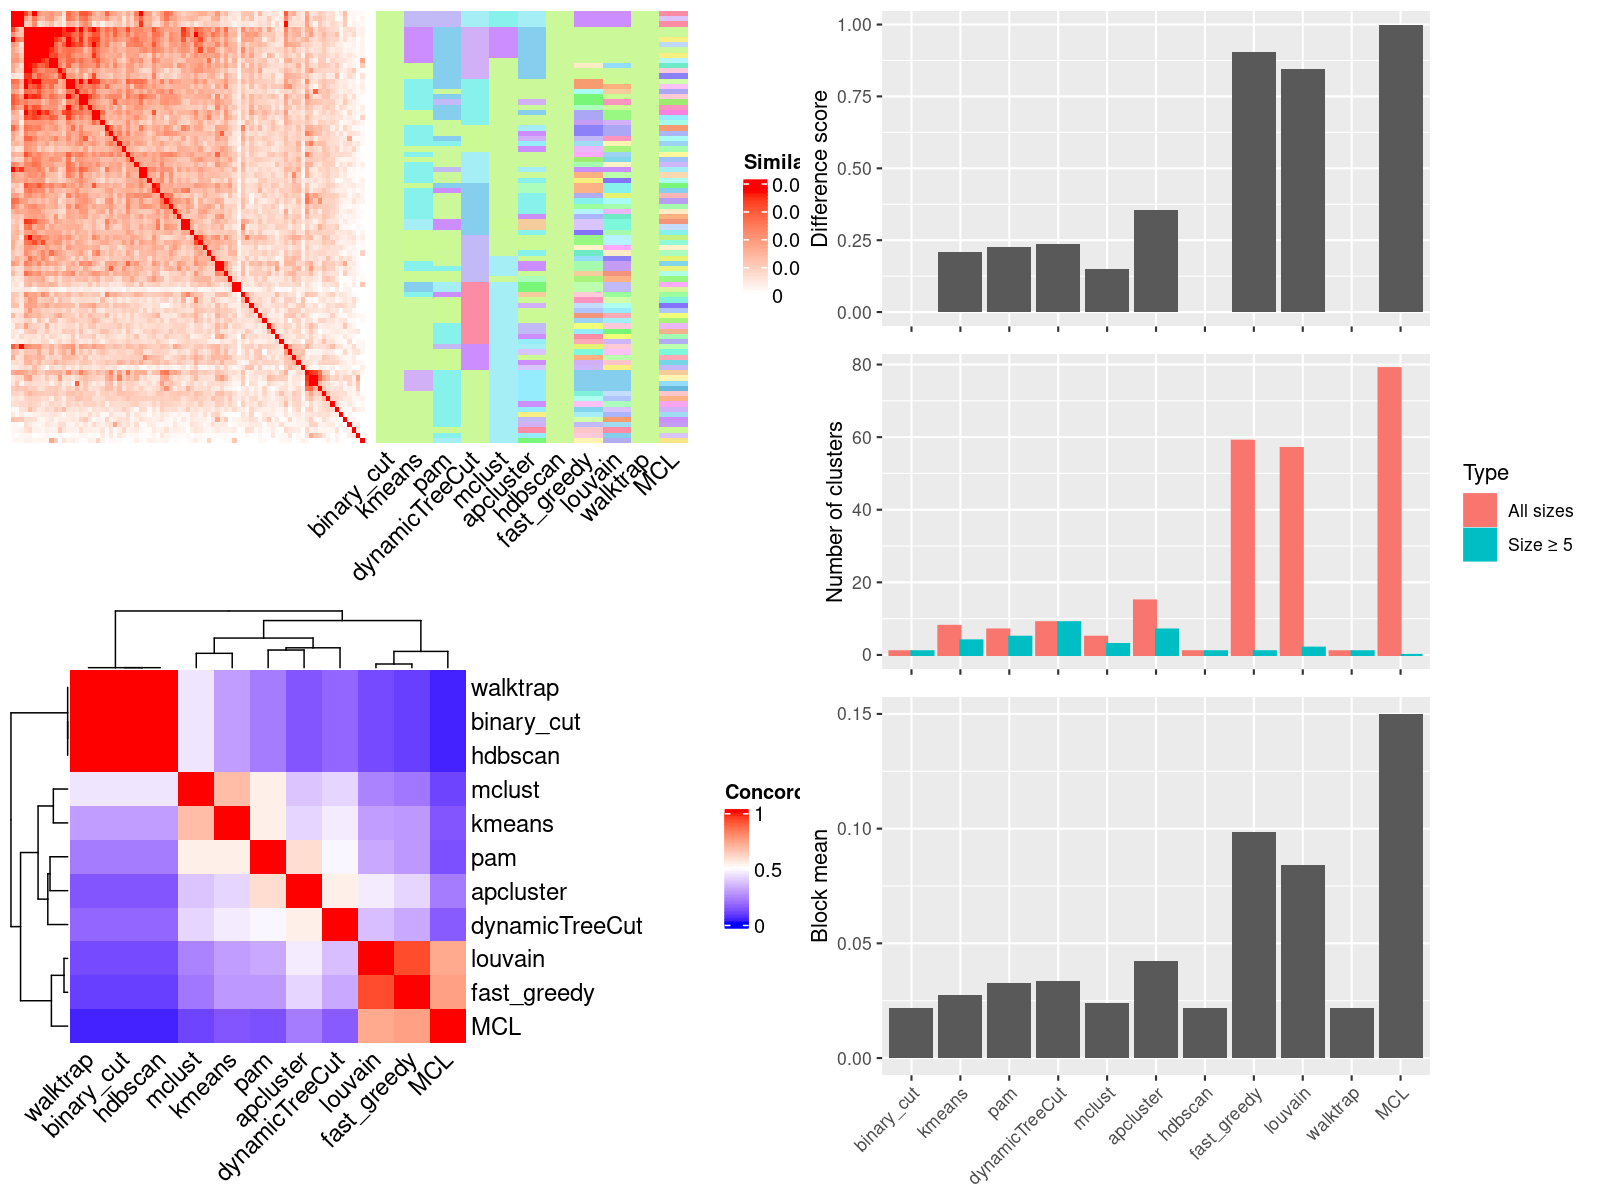 Simila
0.0
0.0
0.0
0.0
0
binary_cut
kmeans
pam
dynamicTreeCut
mclust
apcluster
hdbscan
fast_greedy
louvain
walktrap
MCL
walktrap
binary_cut
hdbscan
mclust
kmeans
pam
apcluster
dynamicTreeCut
louvain
fast_greedy
MCL
walktrap
binary_cut
hdbscan
mclust
kmeans
pam
apcluster
dynamicTreeCut
louvain
fast_greedy
MCL
Concord
1
0.5
0
Difference score
1.00
0.75
0.50
0.25
0.00
Number of clusters
80
60
40
20
0
Type
All sizes
Size ≥ 5
Block mean
0.15
0.10
0.05
0.00
binary_cut
kmeans
pam
dynamicTreeCut
mclust
apcluster
hdbscan
fast_greedy
louvain
walktrap
MCL